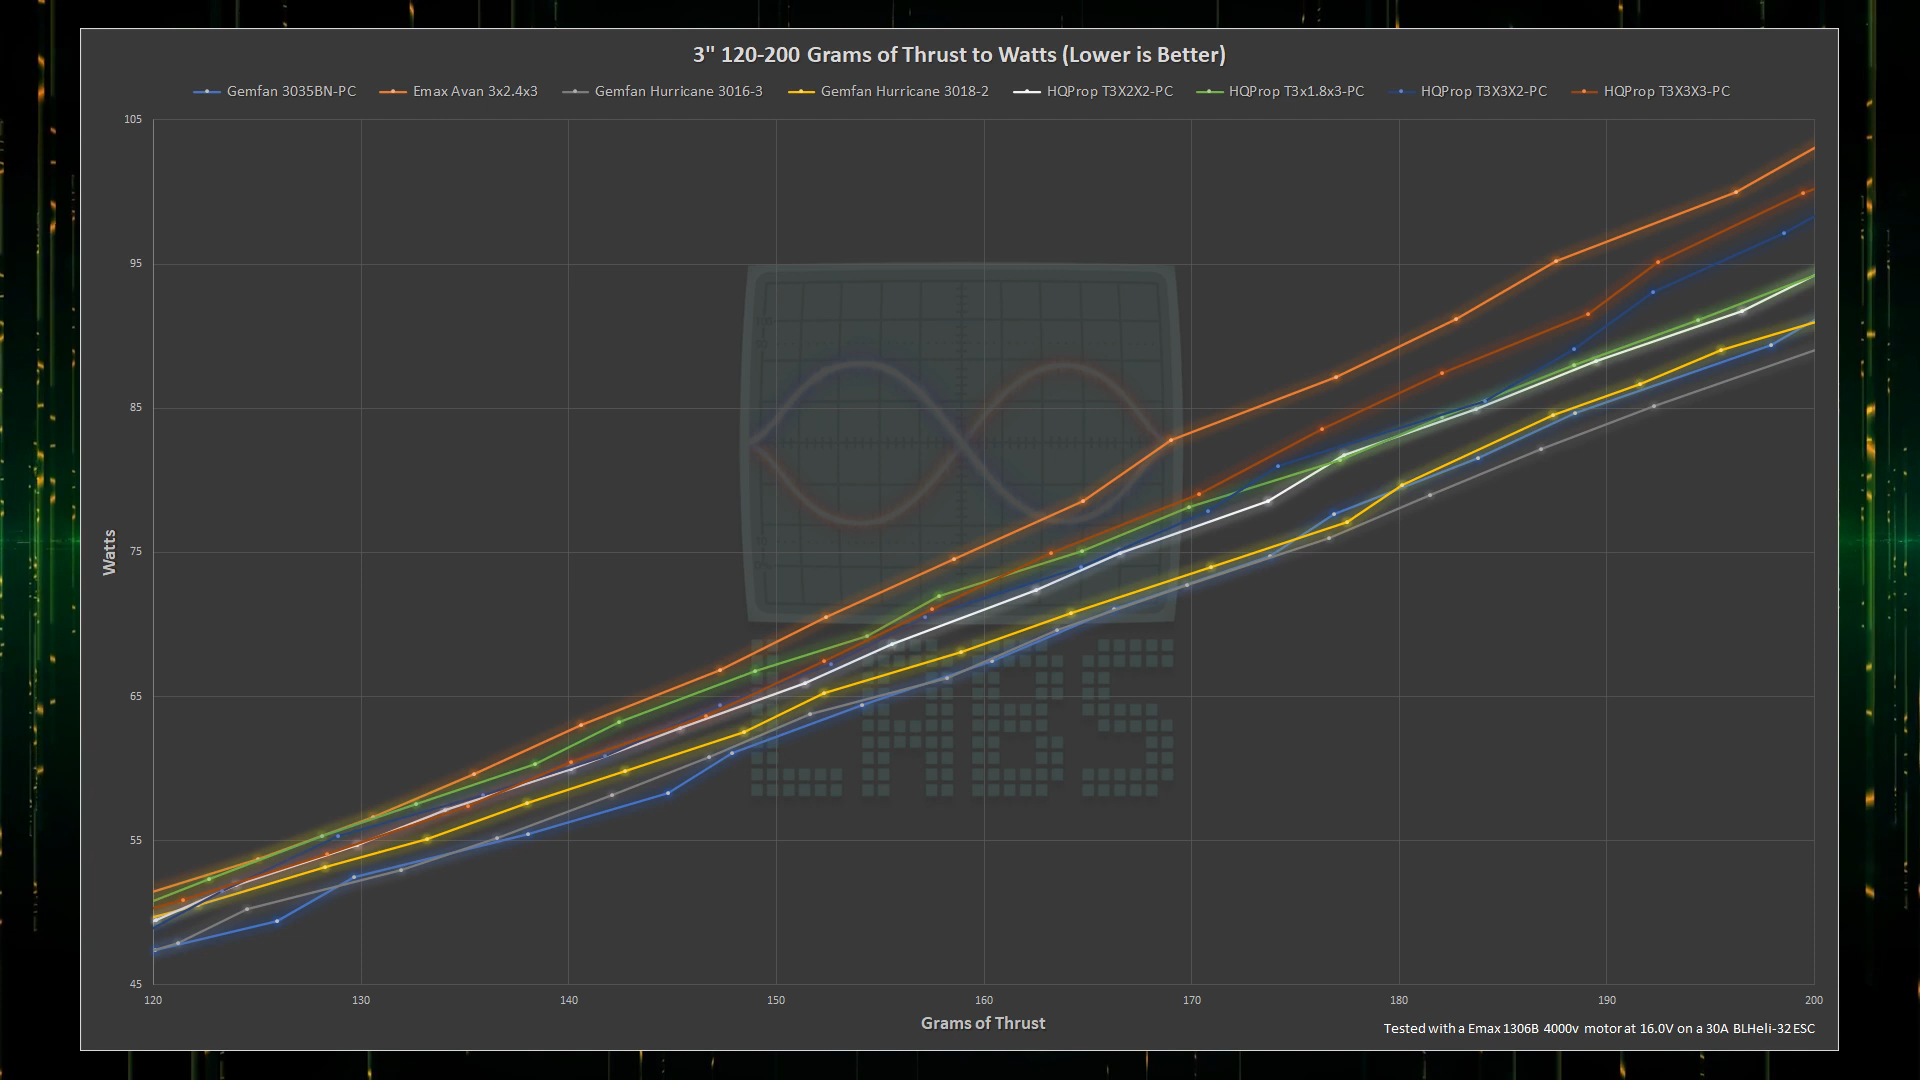 3" 120-200 Grams of Thrust to Watts (Lower is Better)
Gemfan 3035BN-PC Emax Avan 3x2.4x3 Gemfan Hurricane 3016-3 Gemfan Hurricane 3018-2 HQProp T3X2X2-PC HQProp T3x1.8x3-PC HQProp T3X3X2-PC HQProp T3X3X3-PC
105
95
85
75
65
55
45
Watts
LABS
120 130 140 150 160 170 180 190 200
Grams of Thrust
Tested with a Emax 1306B 4000v motor at 16.0V on a 30A BLHeli-32 ESC